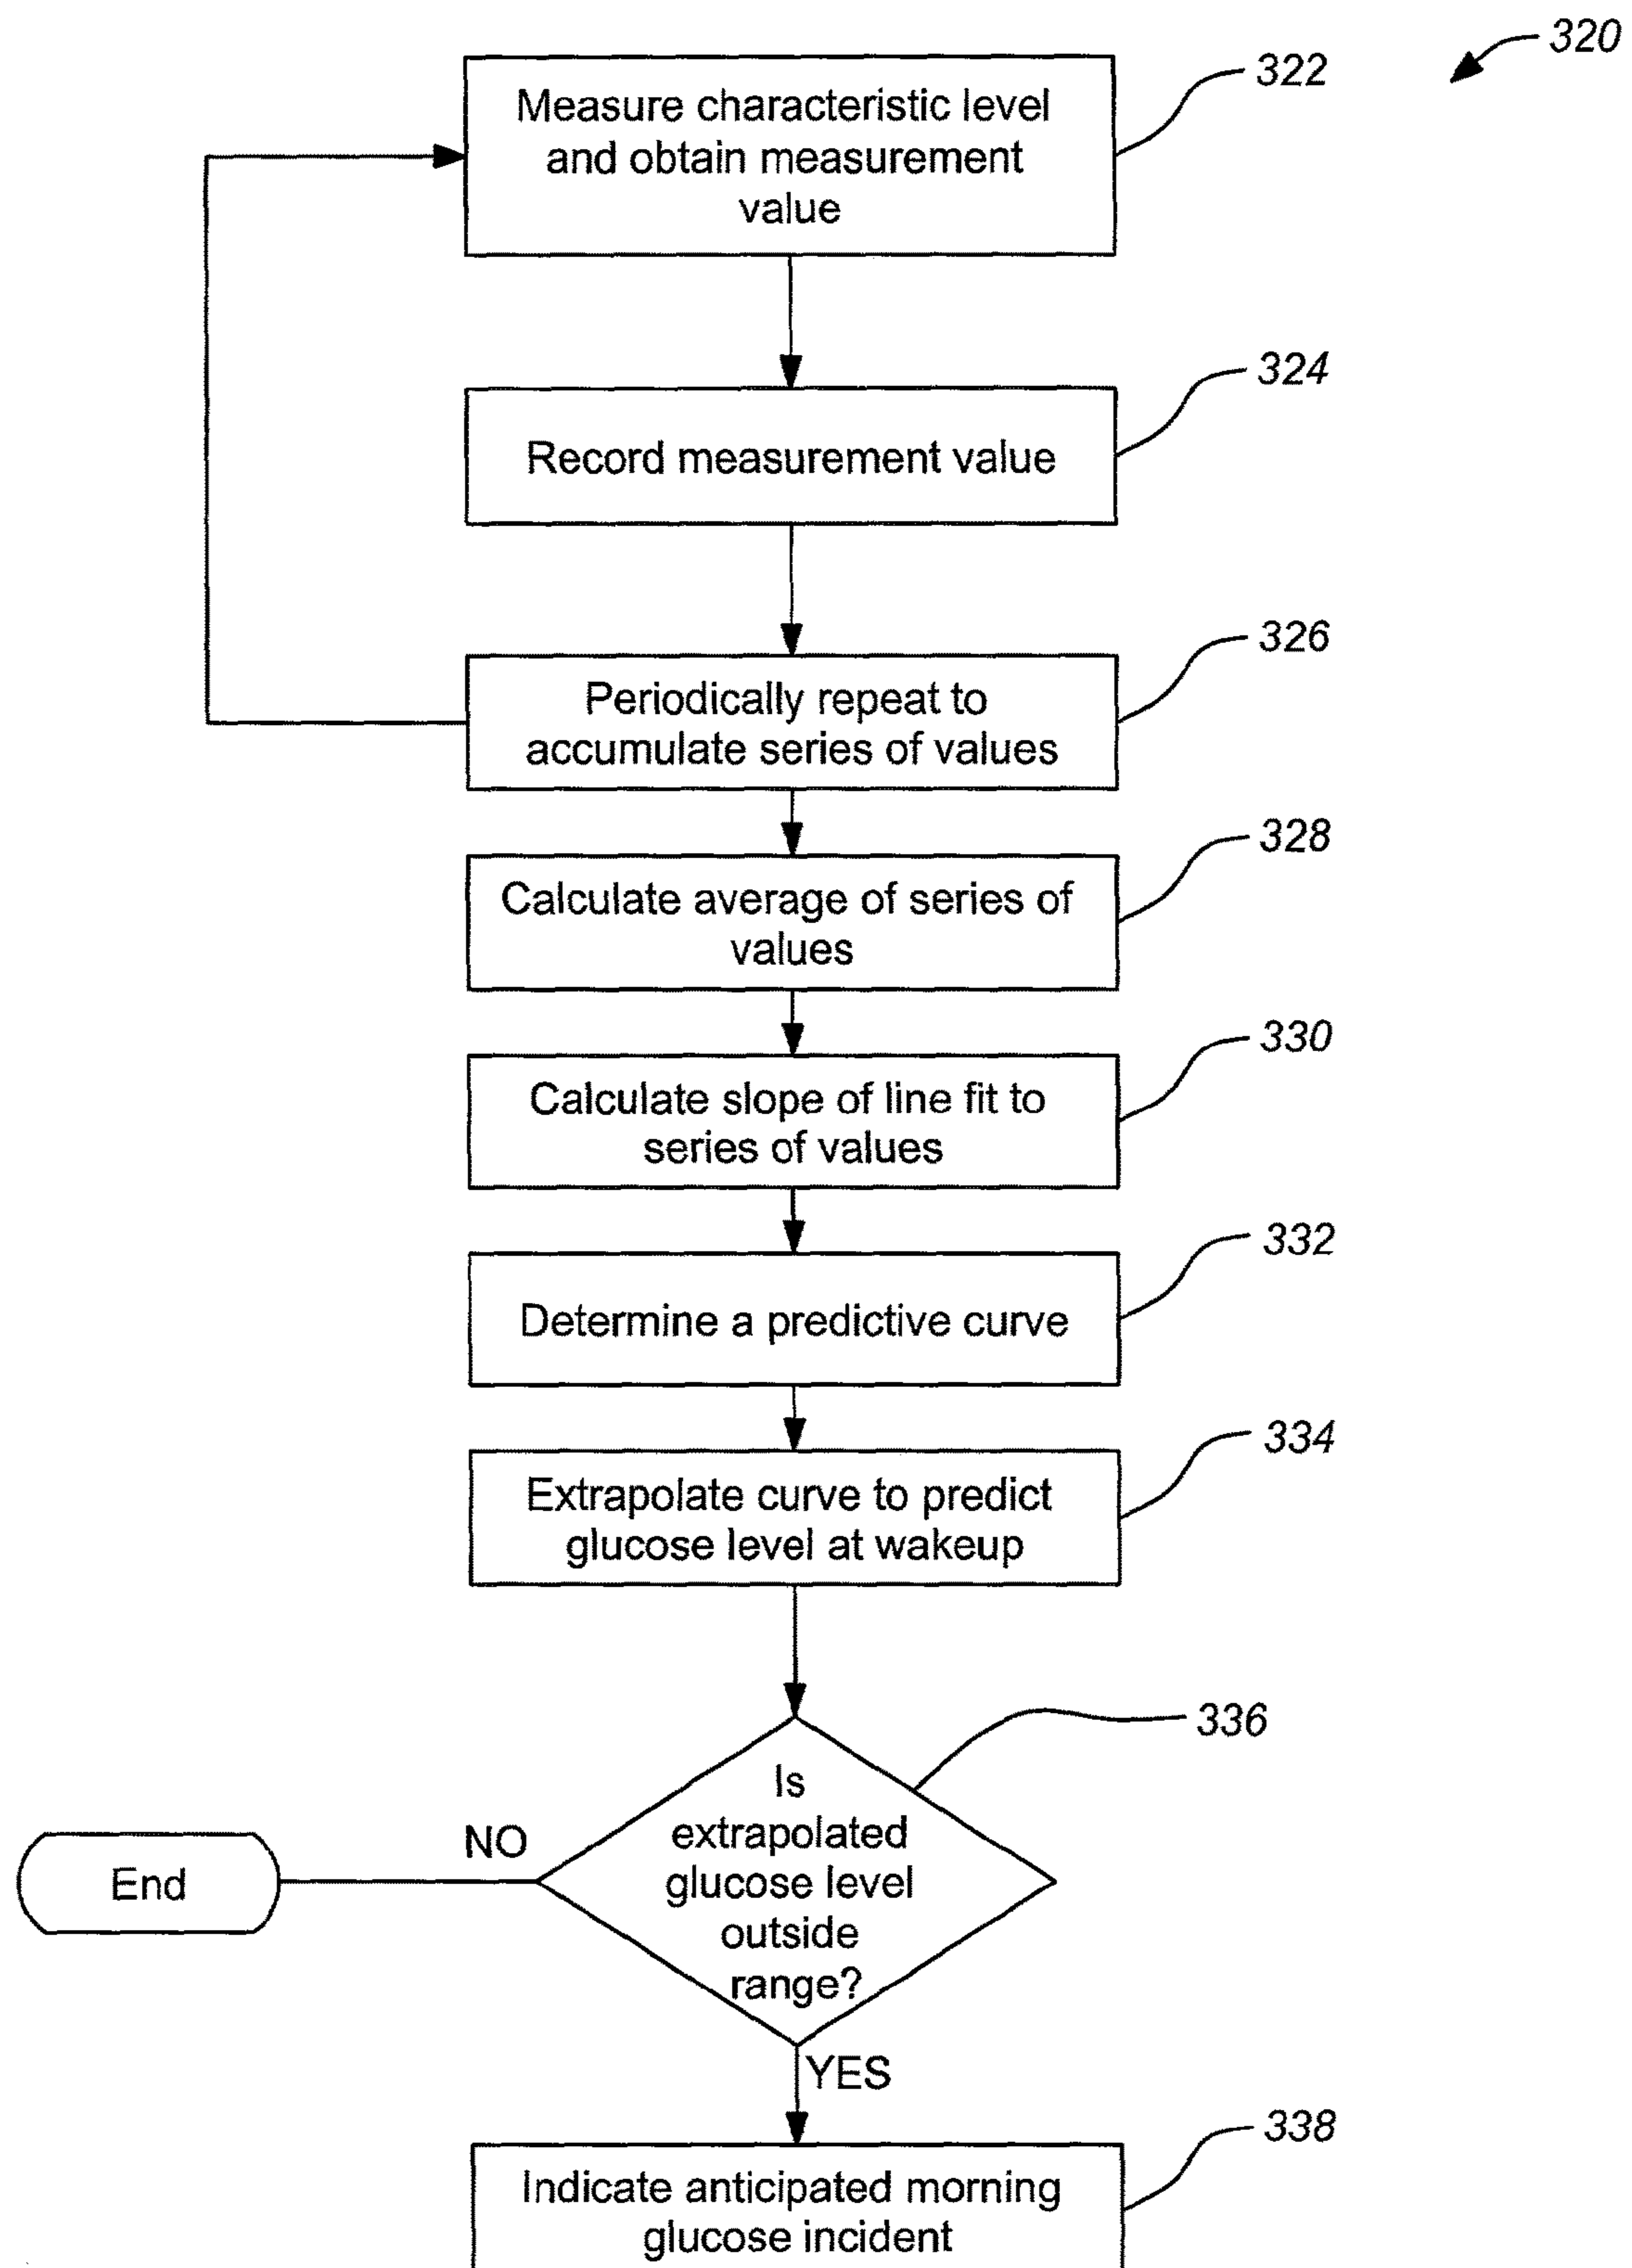 320
322
Measure characteristic level
and obtain measurement
value
324
Record measurement value
326
Periodically repeat to
accumulate series of values
328
Calculate average of series of
values
330
Calculate slope of line fit to
series of values
332
Determine a predictive curve
334
Extrapolate curve to predict
glucose level at wakeup
336
Is
extrapolated
glucose level
outside
range?
NO
End
YES
338
Indicate anticipated morning
glucose incident